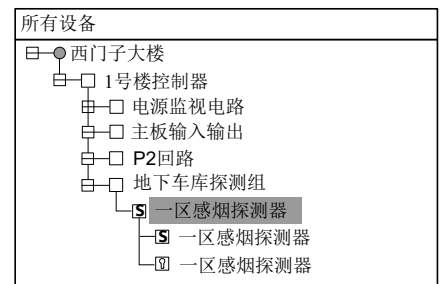 所有设备
西门子大楼
1号楼控制器
电源监视电路
主板输入输出
P2回路
地下车库探测组
S 一区感烟探测器
S 一区感烟探测器
一区感烟探测器